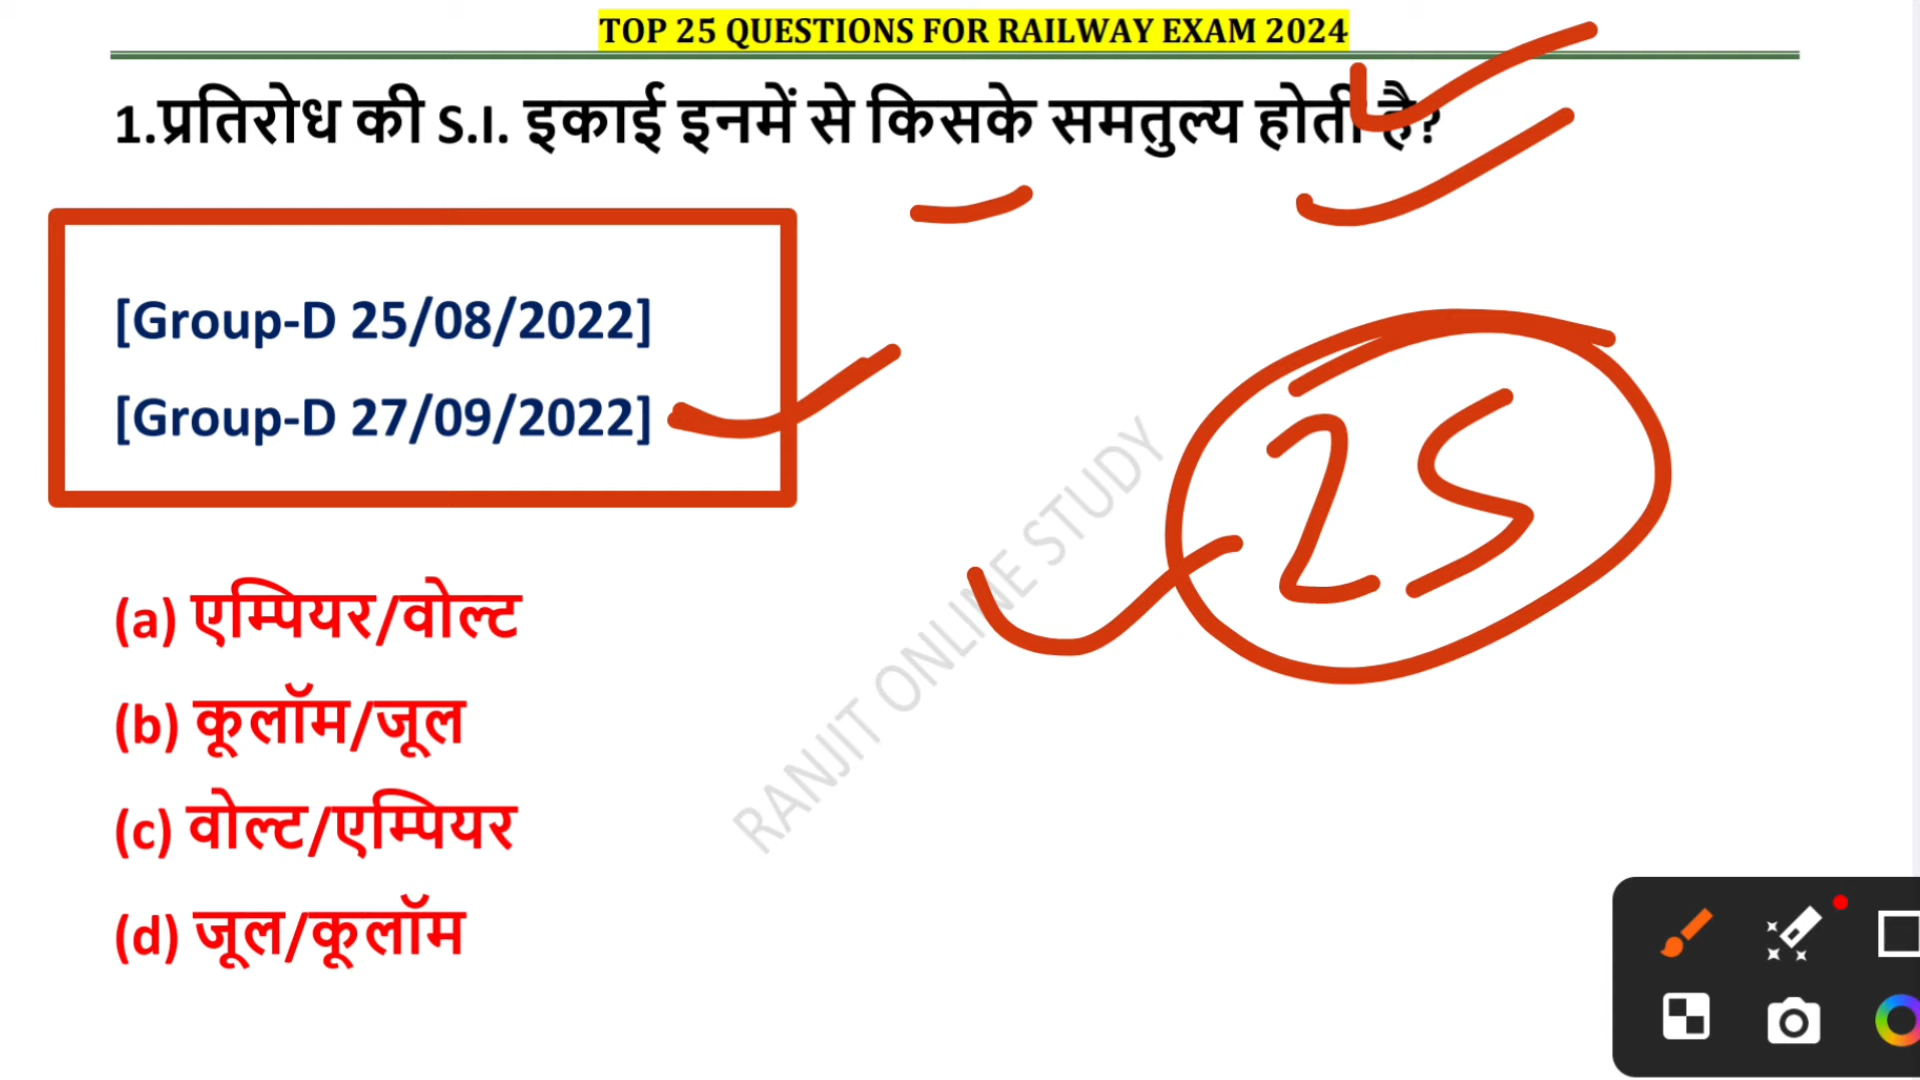 TOP 25 QUESTIONS FOR RAILWAY EXAM 2024
1.प्रतिरोध की S.I. इकाई इनमें से किसके समतुल्य होती है?
[Group-D 25/08/2022]
[Group-D 27/09/2022]
25
(a) एम्पियर/वोल्ट
(b) कूलॉम/जूल
(c) वोल्ट/एम्पियर
(d) जूल/कूलॉम
RANJIT ONLINE STUDY